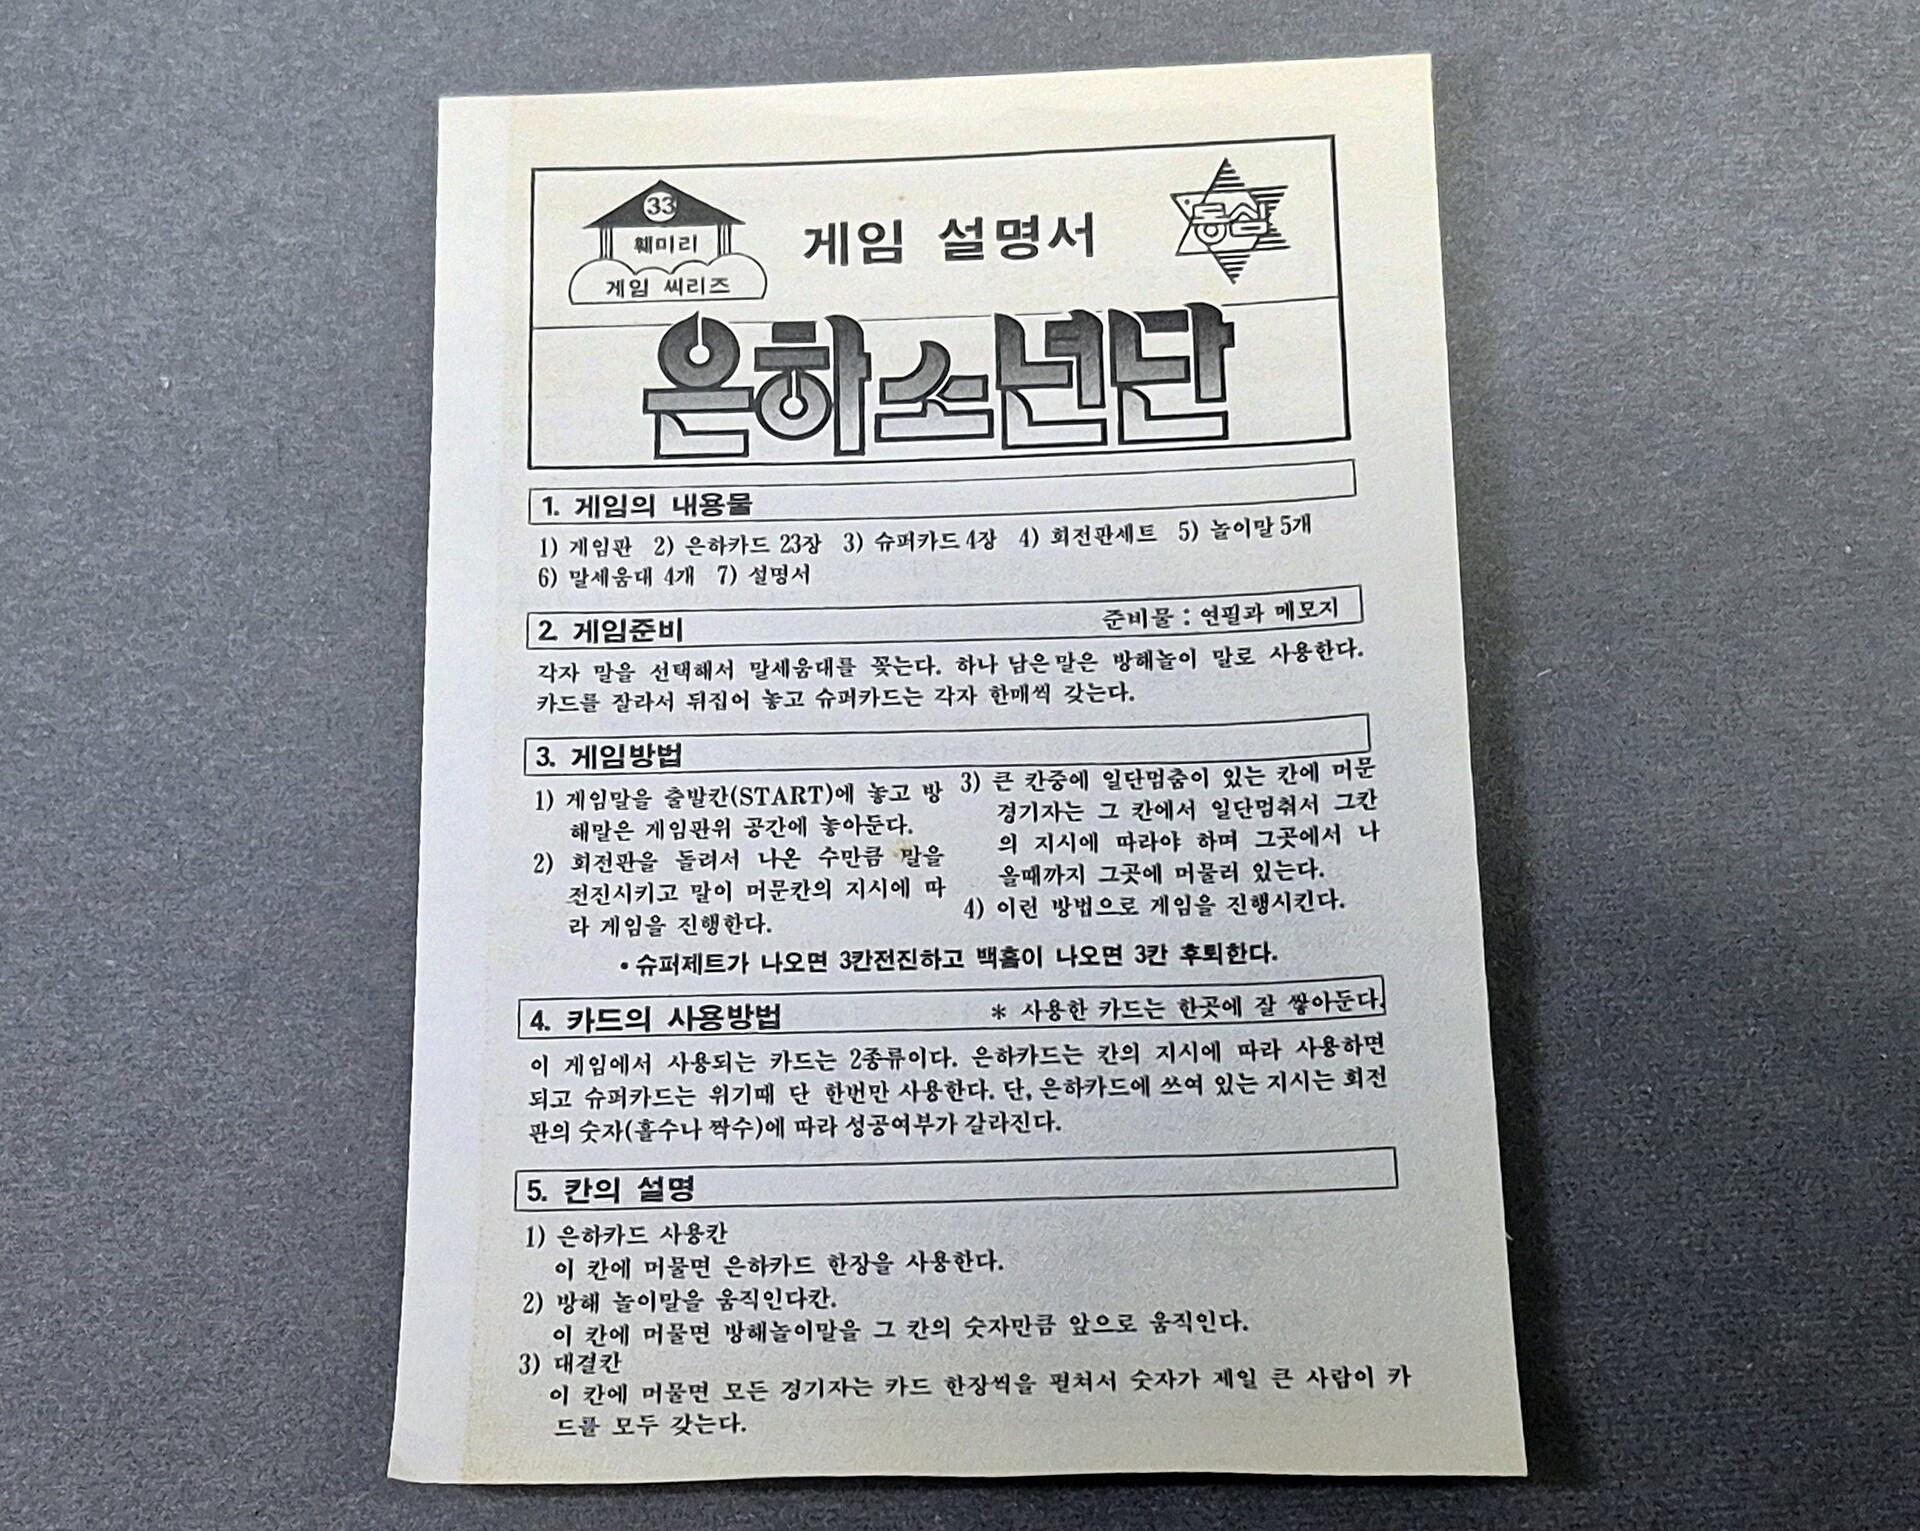 33
훼미리
게임 씨리즈
게임 설명서
동심
은하소년단
1. 게임의 내용물
1) 게임판 2) 은하카드 23장 3) 슈퍼카드 4장 4) 회전판세트 5) 놀이말 5개
6) 말세움대 4개 7) 설명서
2. 게임준비 준비물 : 연필과 메모지
각자 말을 선택해서 말세움대를 꽂는다. 하나 남은 말은 방해놀이 말로 사용한다.
카드를 잘라서 뒤집어 놓고 슈퍼카드는 각자 한매씩 갖는다.
3. 게임방법
1) 게임말을 출발칸(START)에 놓고 방
해말은 게임판위 공간에 놓아둔다.
2) 회전판을 돌려서 나온 수만큼 말을
전진시키고 말이 머문칸의 지시에 따
라 게임을 진행한다.
3) 큰 칸중에 일단멈춤이 있는 칸에 머문
경기자는 그 칸에서 일단멈춰서 그칸
의 지시에 따라야 하며 그곳에서 나
올때까지 그곳에 머물러 있는다.
4) 이런 방법으로 게임을 진행시킨다.
• 슈퍼제트가 나오면 3칸전진하고 백홀이 나오면 3칸 후퇴한다.
4. 카드의 사용방법 * 사용한 카드는 한곳에 잘 쌓아둔다.
이 게임에서 사용되는 카드는 2종류이다. 은하카드는 칸의 지시에 따라 사용하면
되고 슈퍼카드는 위기때 단 한번만 사용한다. 단, 은하카드에 쓰여 있는 지시는 회전
판의 숫자(홀수나 짝수)에 따라 성공여부가 갈라진다.
5. 칸의 설명
1) 은하카드 사용칸
이 칸에 머물면 은하카드 한장을 사용한다.
2) 방해 놀이말을 움직인다칸.
이 칸에 머물면 방해놀이말을 그 칸의 숫자만큼 앞으로 움직인다.
3) 대결칸
이 칸에 머물면 모든 경기자는 카드 한장씩을 펼쳐서 숫자가 제일 큰 사람이 카
드를 모두 갖는다.